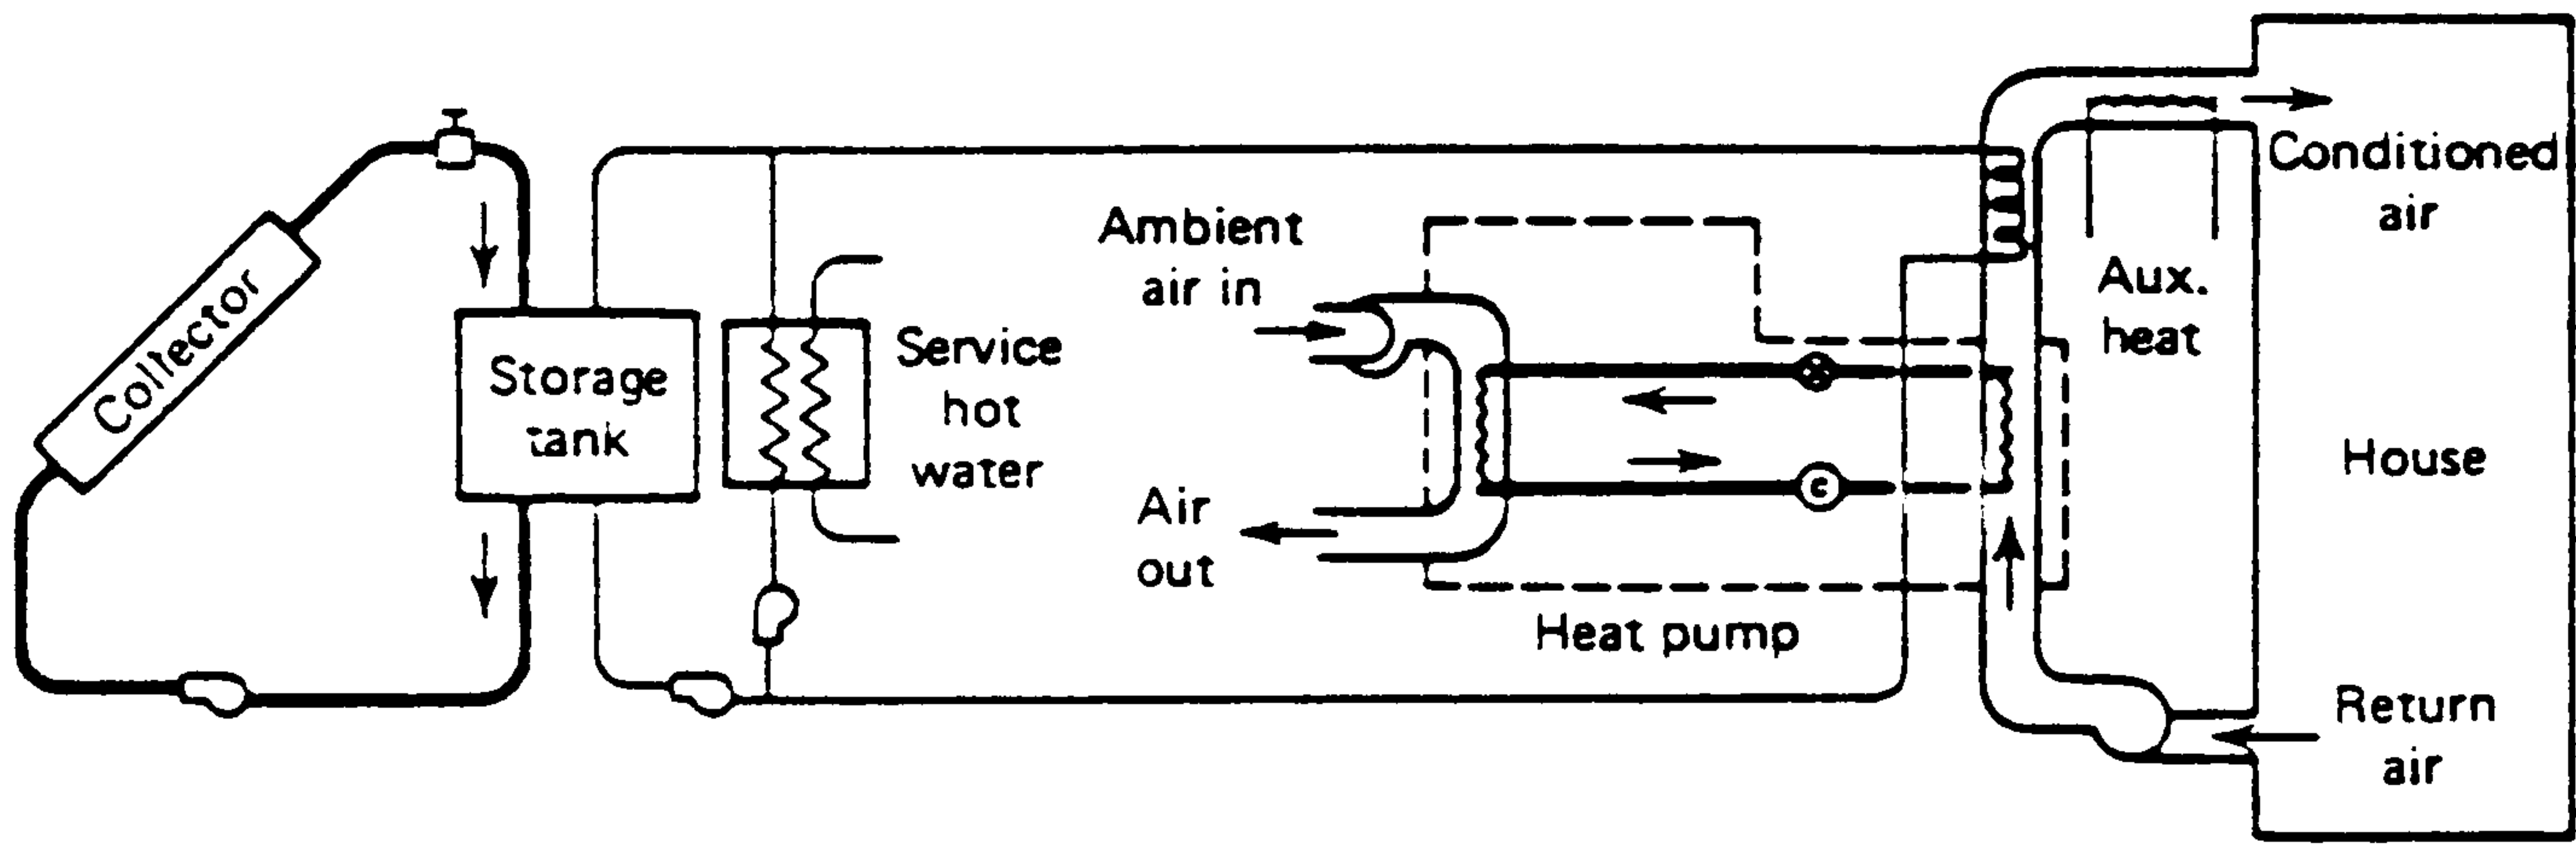 Collector
Storage
tank
Service
hot
water
Ambient
air in
Air
out
C
Heat pump
Conditioned
air
Aux.
heat
House
Return
air